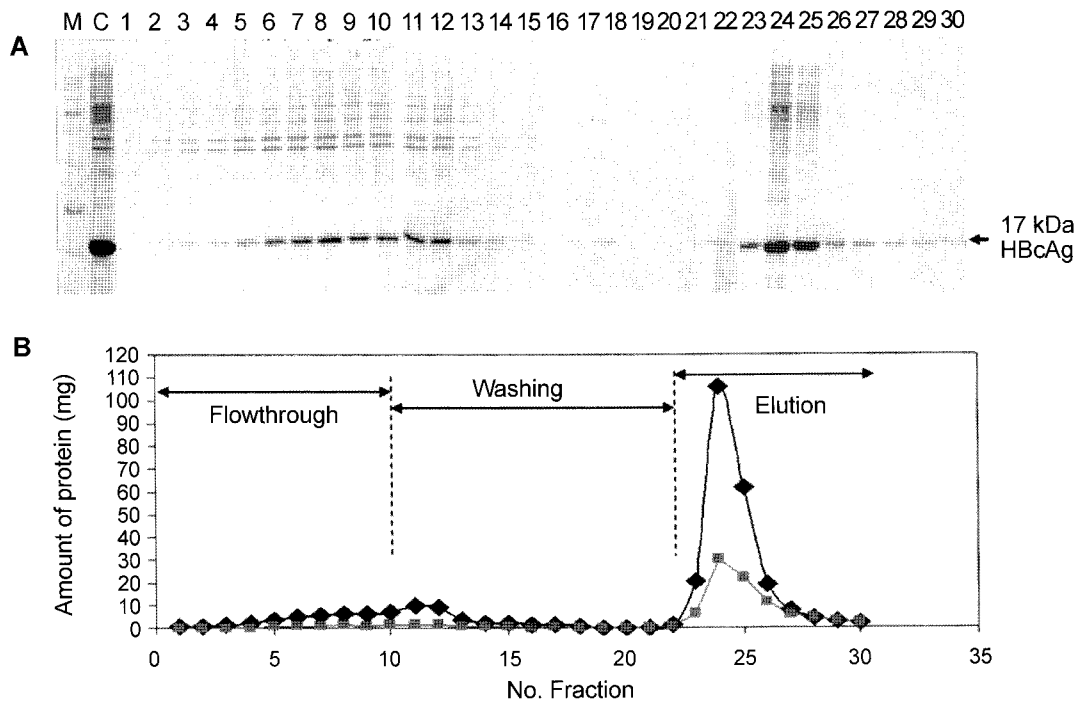 M C 1 2 3 4 5 6 7 8 9 10 11 12 13 14 15 16 17 18 19 20 21 22 23 24 25 26 27 28 29 30
A
17 kDa
HBcAg
B
120
110
100
90
80
70
60
50
40
30
20
10
0
Amount of protein (mg)
Flowthrough
Washing
Elution
0 5 10 15 20 25 30 35
No. Fraction